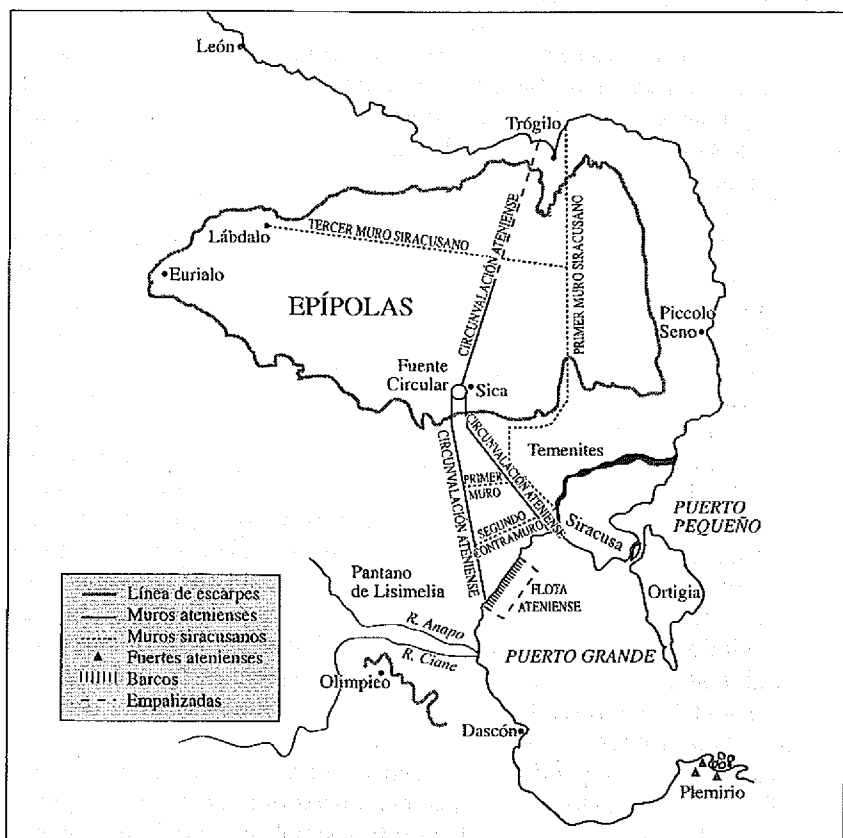 León
Trógilo
TERCER MURO SIRACUSANO
Lábdalo
Eurialo
CIRCUNVALACIÓN ATENIENSE
PRIMER MURO SIRACUSANO
EPÍPOLAS
Piccolo
Seno
Fuente
Circular
Sica
CIRCUNVALACIÓN ATENIENSE
CIRCUNVALACIÓN ATENIENSE
Temenites
PRIMER
MURO
SEGUNDO
CONTRAMURO
Siracusa
PUERTO
PEQUEÑO
Ortigia
FLOTA
ATENIENSE
Pantano
de Lisimelia
R. Anapo
R. Ciane
PUERTO GRANDE
Olímpico
Dascón
Plemirio
Línea de escarpes
Muros atenienses
Muros siracusanos
Fuertes atenienses
Barcos
Empalizadas